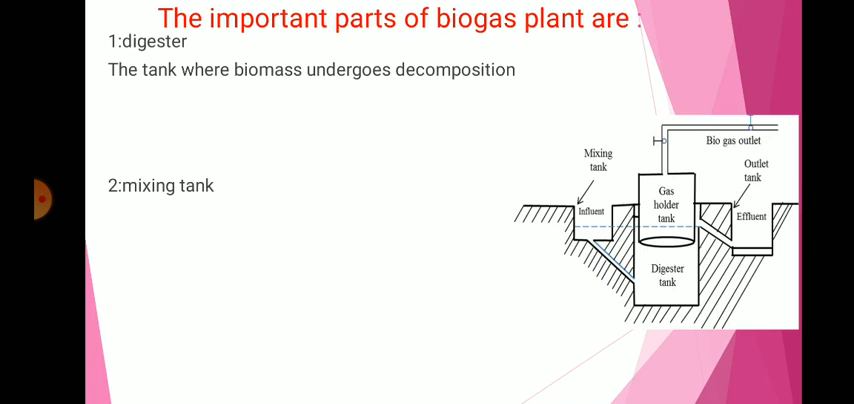 The important parts of biogas plant are :
1:digester
The tank where biomass undergoes decomposition
2:mixing tank
Bio gas outlet
Mixing
tank
Outlet
tank
Gas
holder
tank
Influent
Effluent
Digester
tank